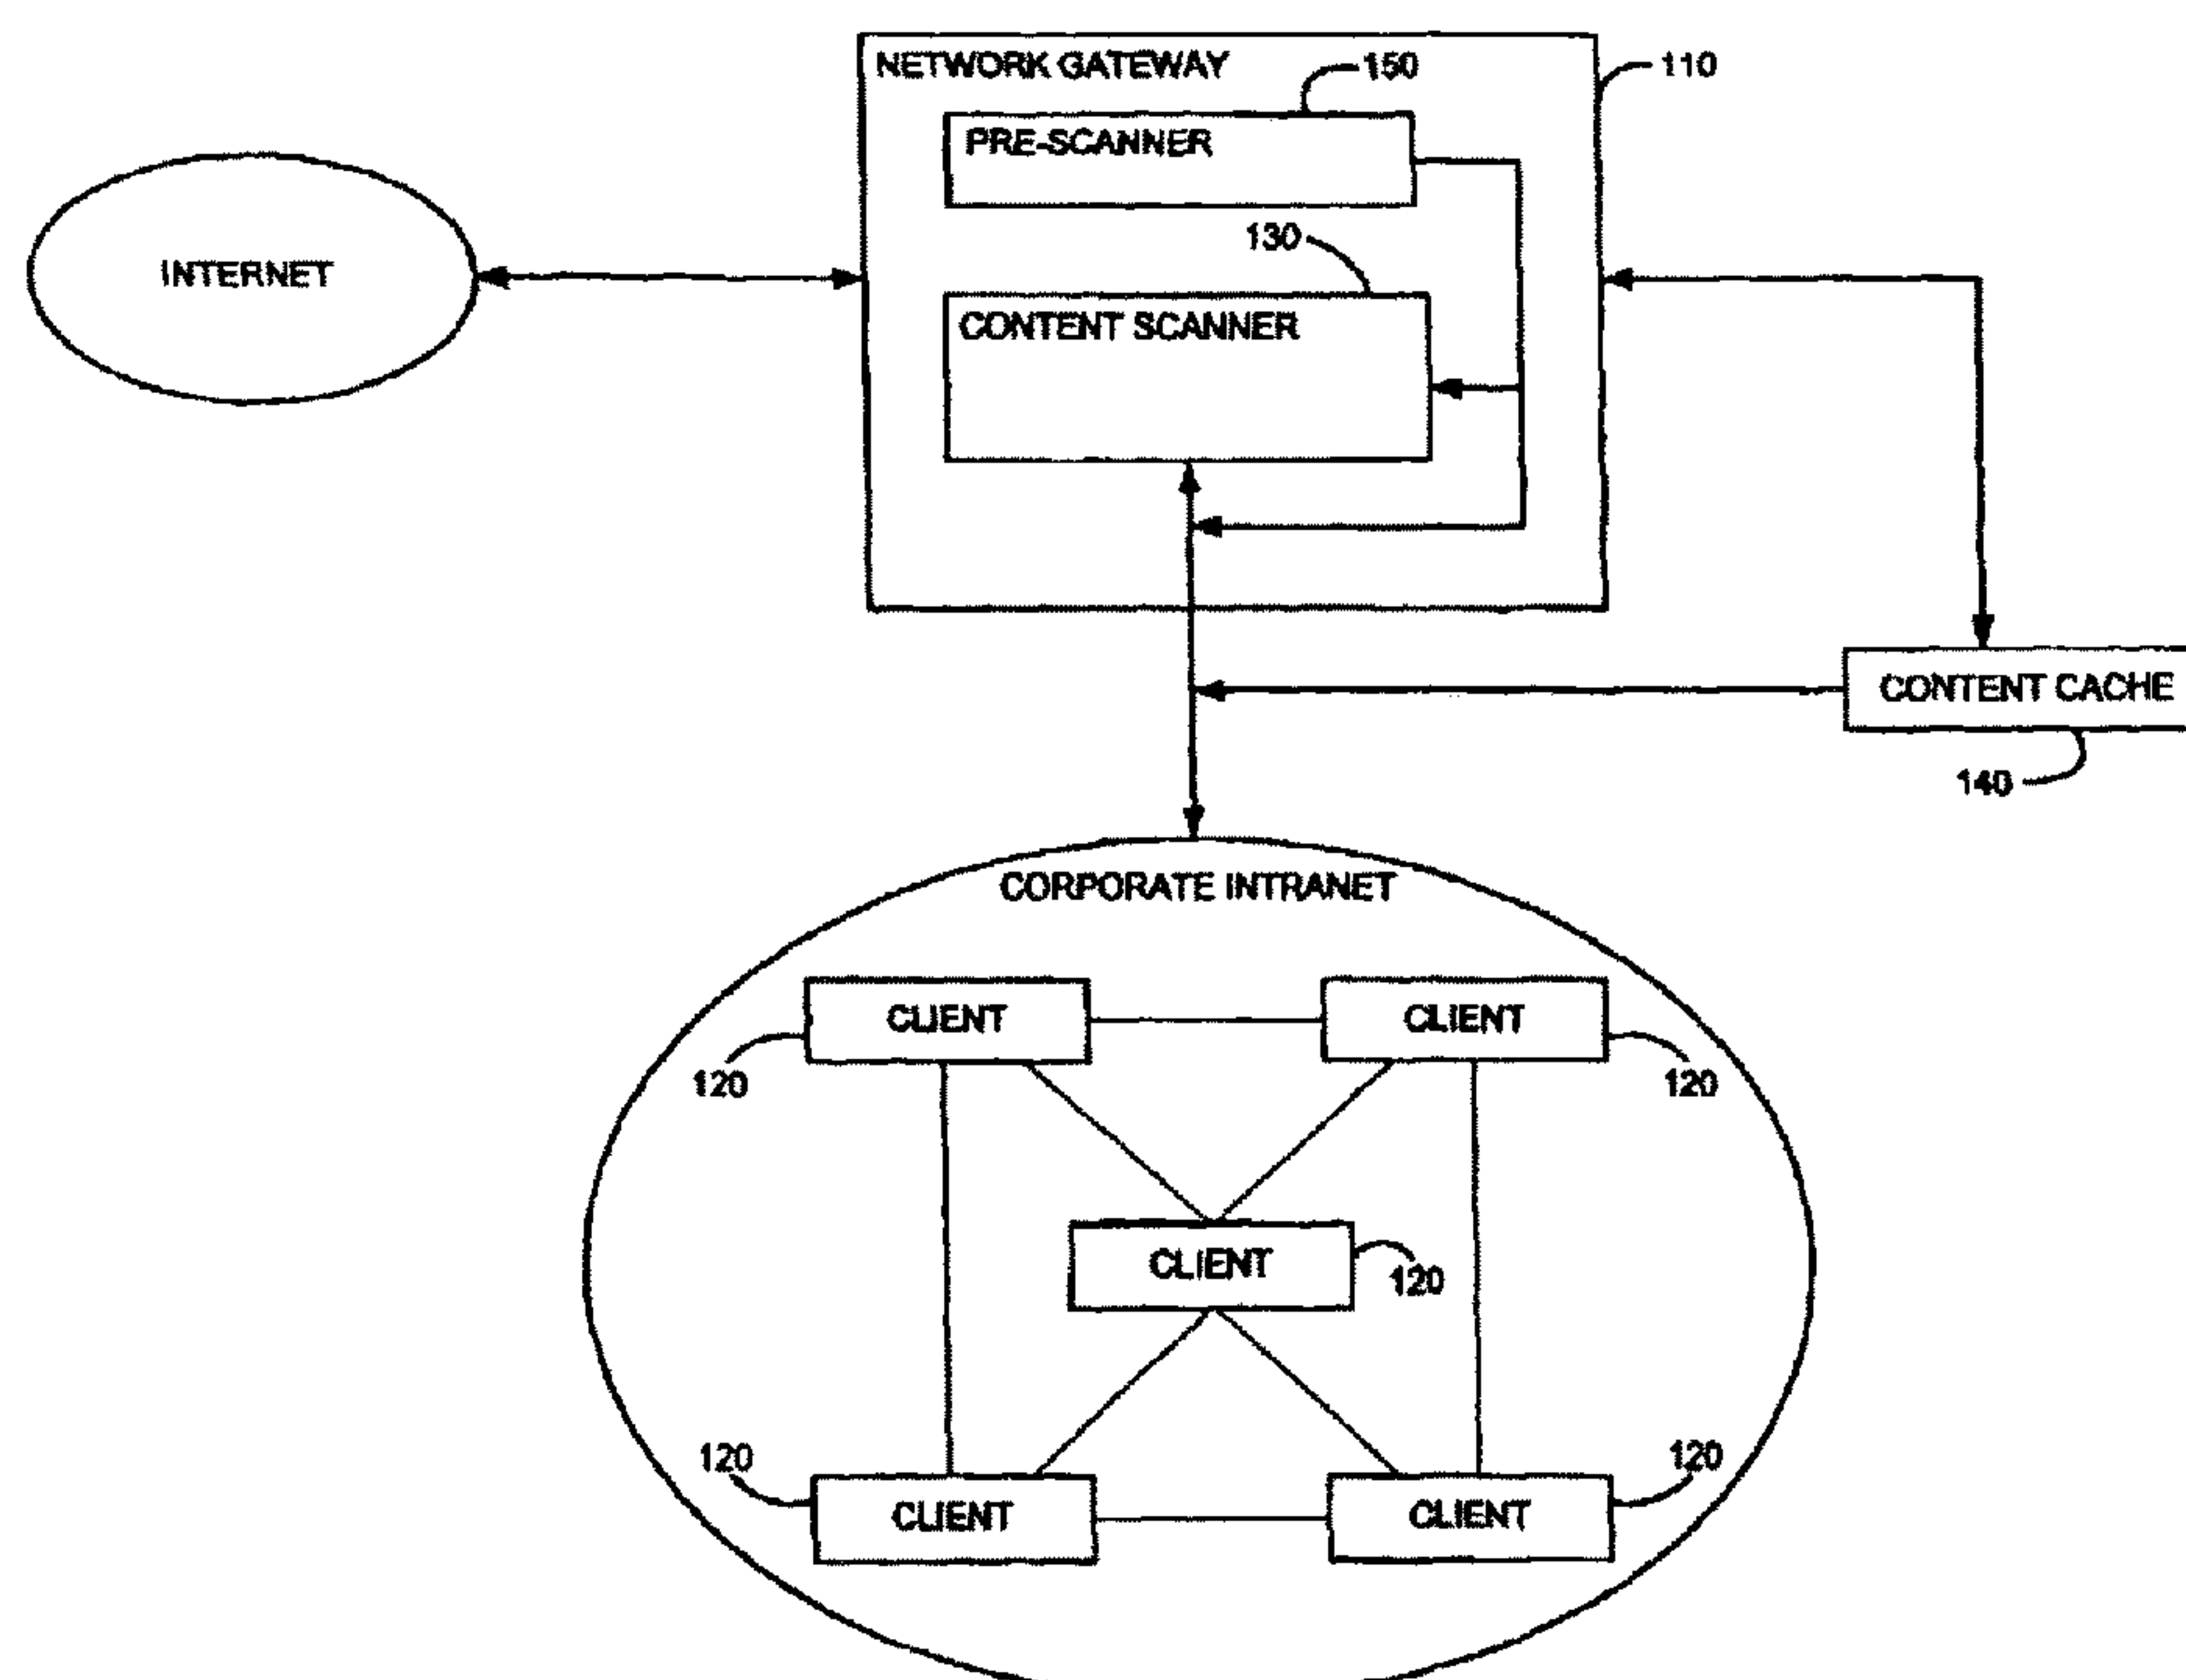 NETWORK GATEWAY
150
110
PRE-SCANNER
130
INTERNET
CONTENT SCANNER
CONTENT CACHE
140
CORPORATE INTRANET
CLIENT
CLIENT
120
120
CLIENT
120
120
120
CLIENT
CLIENT